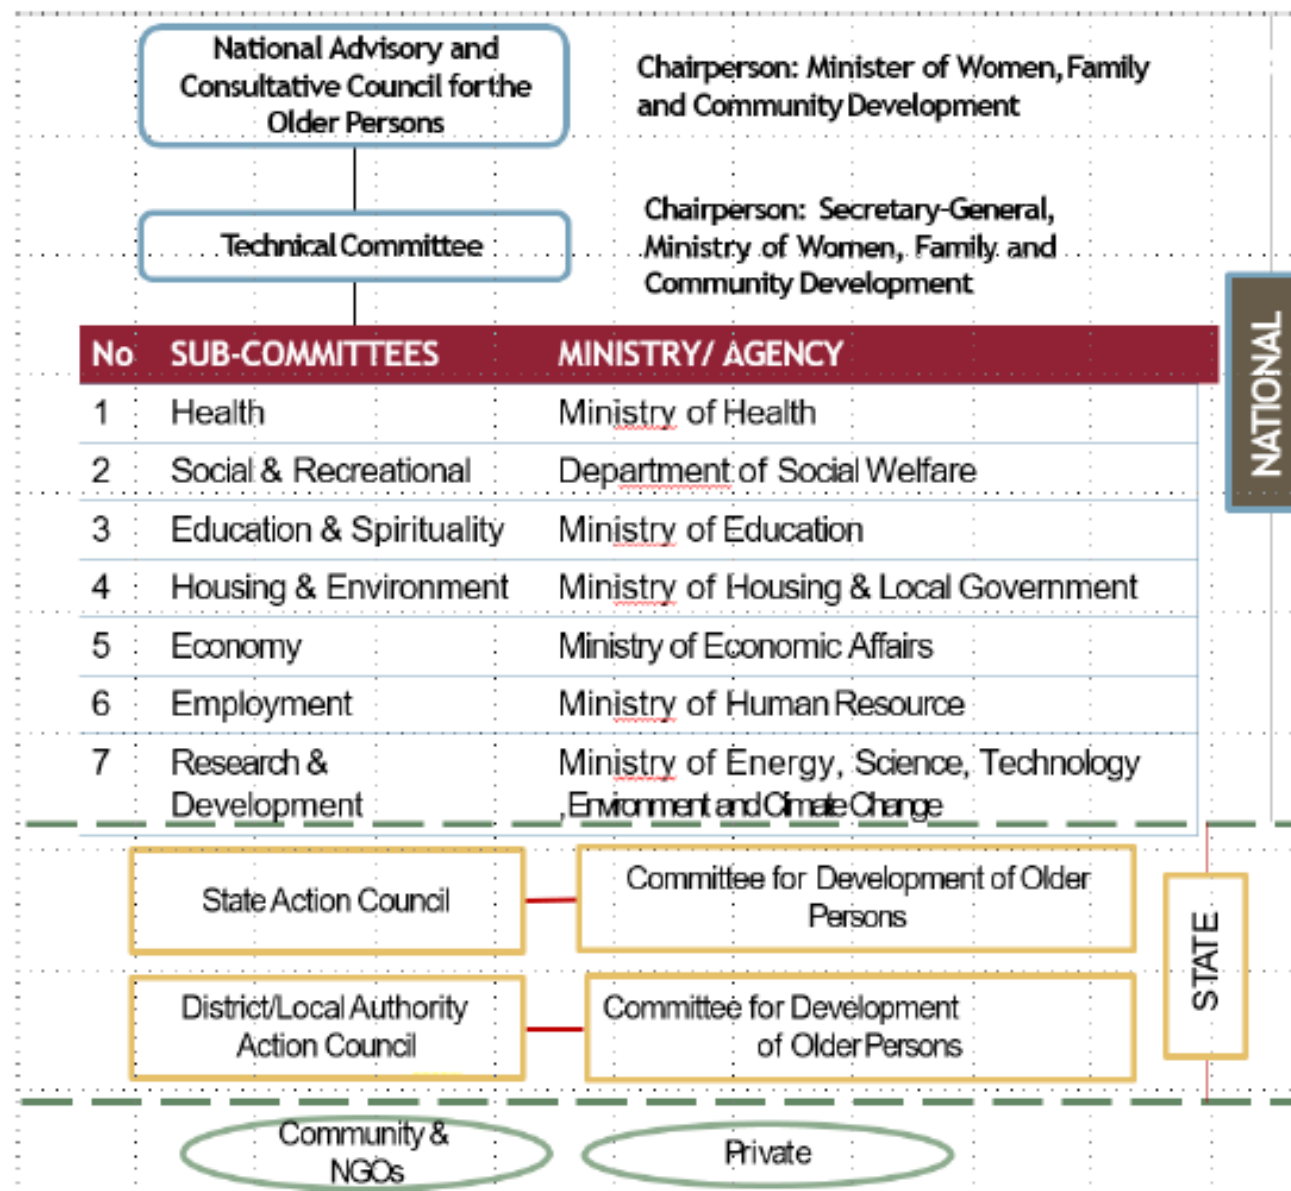 National Advisory and
Consultative Council for the
Older Persons
Chairperson: Minister of Women, Family
and Community Development
Technical Committee
Chairperson: Secretary-General,
Ministry of Women, Family and
Community Development
NATIONAL
No SUB-COMMITTEES MINISTRY/ AGENCY
1 Health Ministry of Health
2 Social & Recreational Department of Social Welfare
3 Education & Spirituality Ministry of Education
4 Housing & Environment Ministry of Housing & Local Government
5 Economy Ministry of Economic Affairs
6 Employment Ministry of Human Resource
7 Research & Ministry of Energy, Science, Technology
Development ,Environment and Climate Change
State Action Council
Committee for Development of Older
Persons
STATE
District/Local Authority
Action Council
Committee for Development
of Older Persons
Community &
NGOs
Private